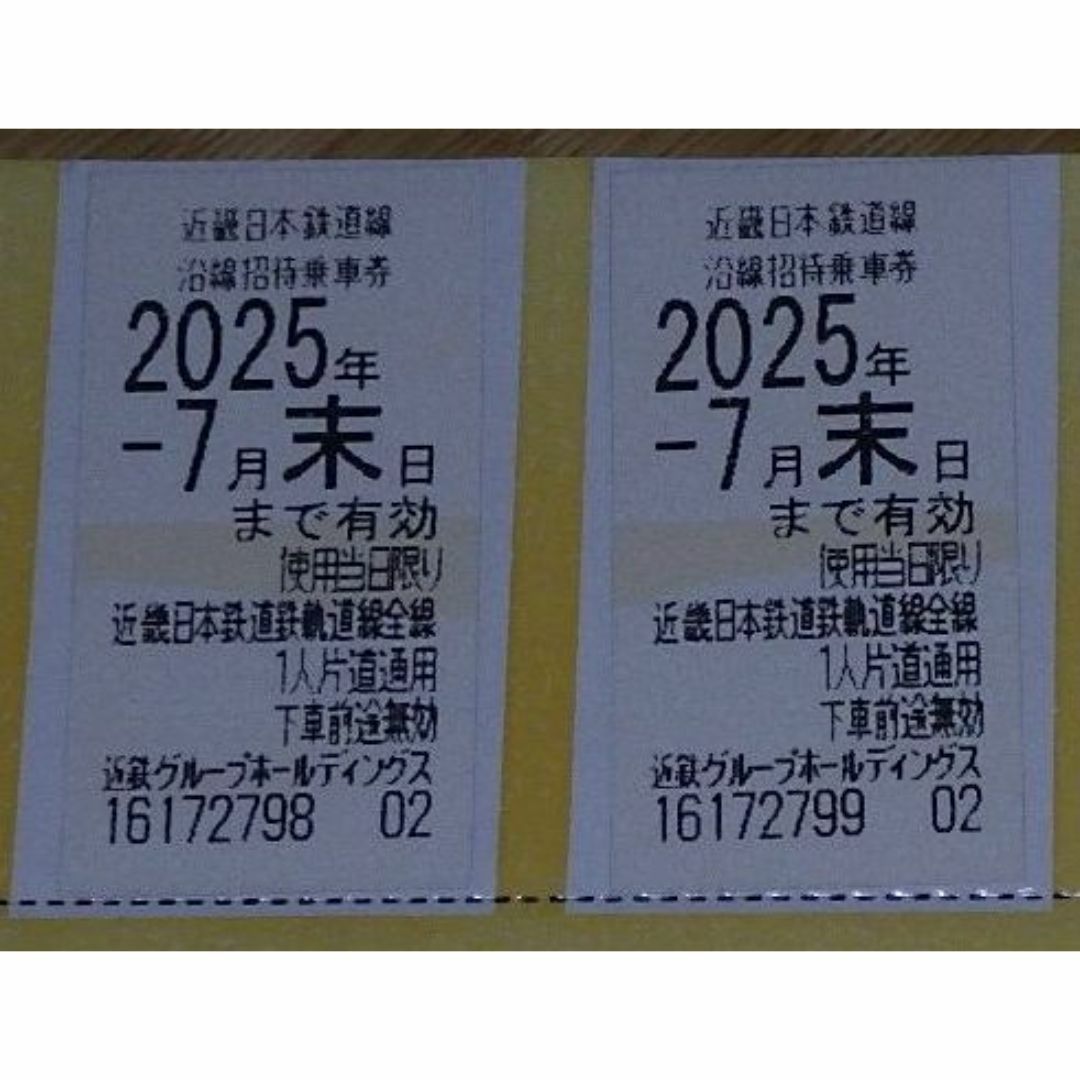 近畿日本鉄道線
沿線招待乗車券
2025年
-7月末日
まで有効
使用当日限り
近畿日本鉄道鉄軌道線全線
1人片道通用
下車前途無効
近鉄グループホールディングス
16172798 02
近畿日本鉄道線
沿線招待乗車券
2025年
-7月末日
まで有効
使用当日限り
近畿日本鉄道鉄軌道線全線
1人片道通用
下車前途無効
近鉄グループホールディングス
16172799 02